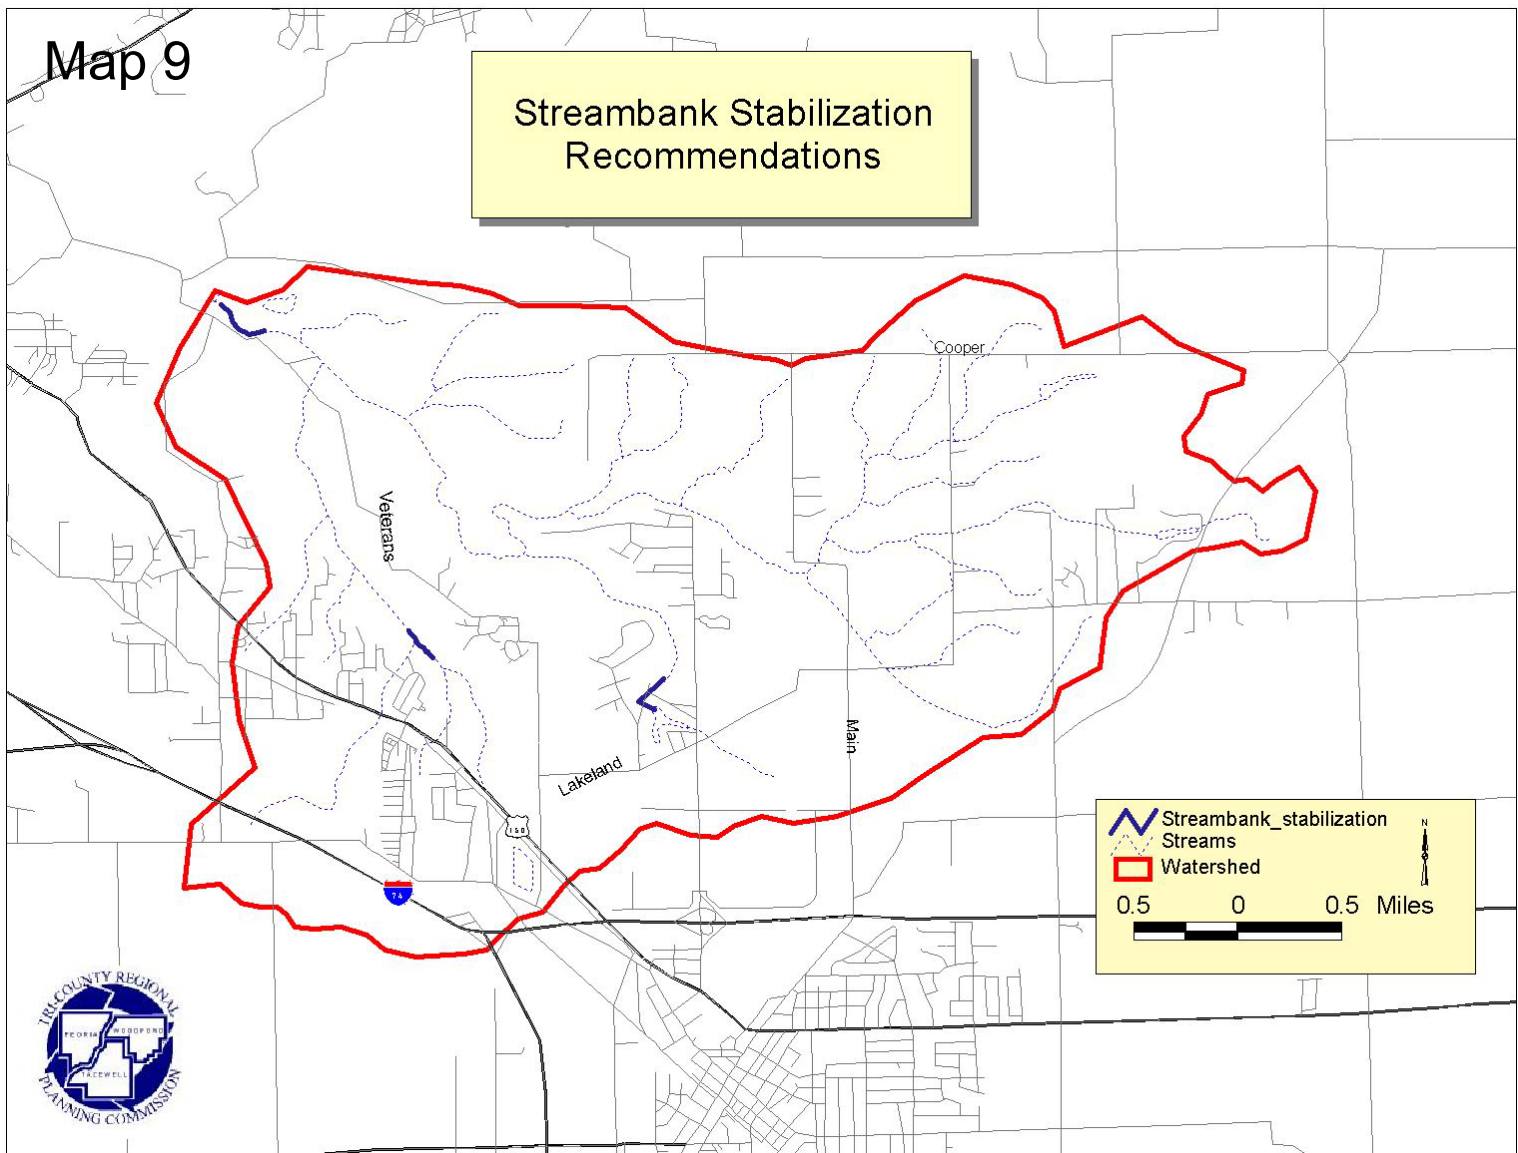 Map 9
Streambank Stabilization
Recommendations
Cooper
Veterans
Main
Lakeland
150
74
Streambank_stabilization
Streams
Watershed
N
0.5 0 0.5 Miles
TRI-COUNTY REGIONAL
PEORIA WOODFORD
TAZEWELL
PLANNING COMMISSION